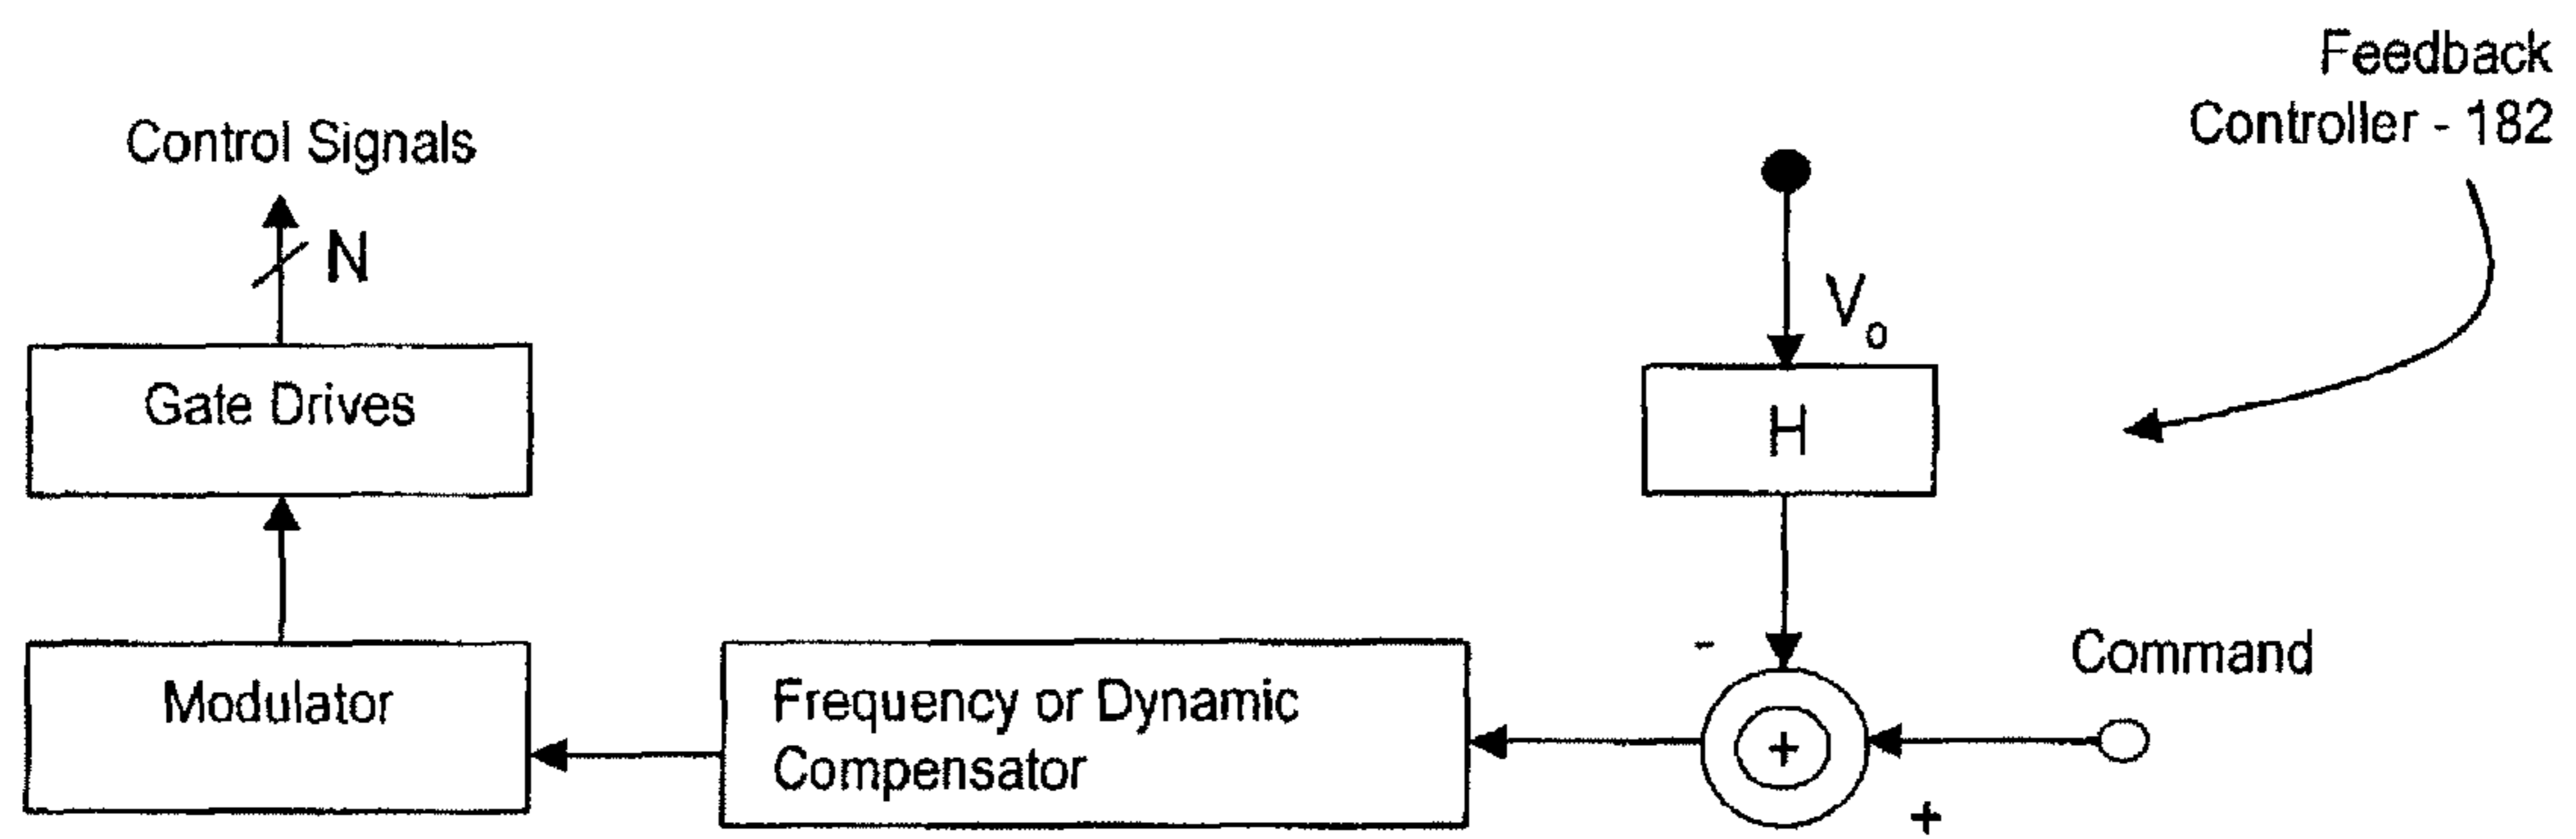 Feedback
Controller - 182
Control Signals
N
Vo
Gate Drives
H
-
Command
Modulator
Frequency or Dynamic
Compensator
+
+